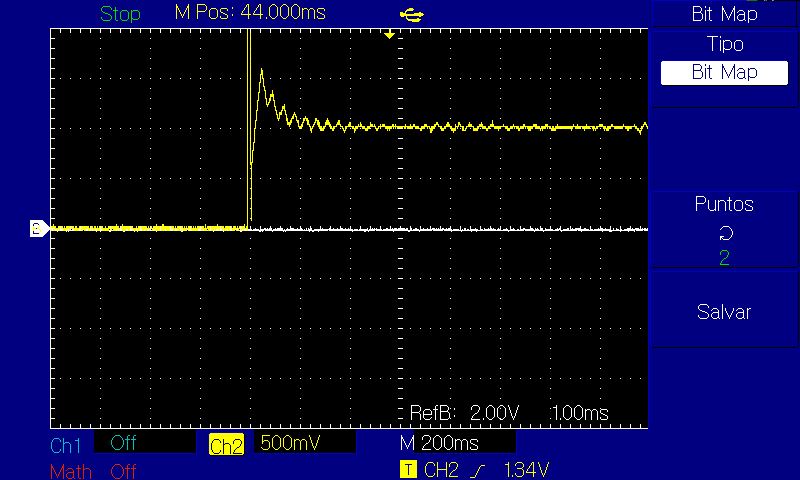 Stop M Pos: 44.000ms Bit Map
Tipo
Bit Map
Puntos
2
Salvar
2
RefB: 2.00V 1.00ms
Ch1 Off Ch2 500mV M 200ms
Math Off T CH2 1.34V